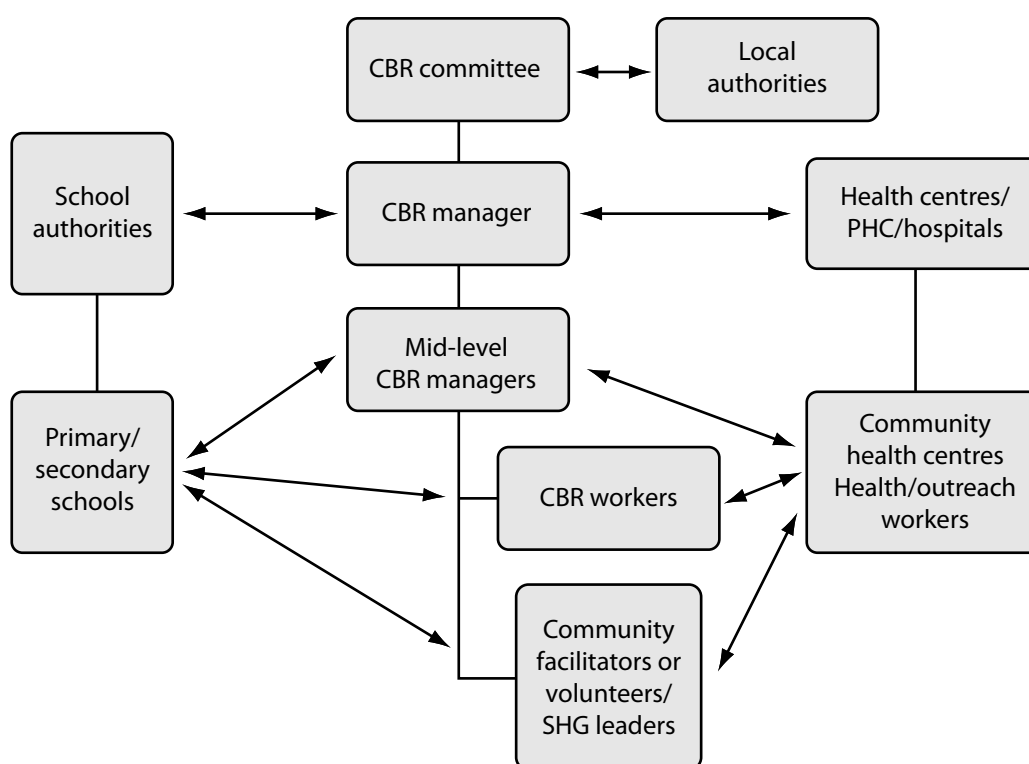 CBR committee
Local
authorities
School
authorities
CBR manager
Health centres/
PHC/hospitals
Mid-level
CBR managers
Primary/
secondary
schools
CBR workers
Community
health centres
Health/outreach
workers
Community
facilitators or
volunteers/
SHG leaders